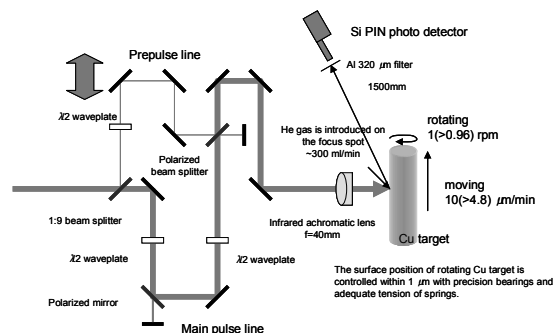 Si PIN photo detector
Prepulse line
Al 320 μm filter
1500mm
λ/2 waveplate
He gas is introduced on
the focus spot
~300 ml/min
rotating
1(>0.96) rpm
Polarized
beam splitter
moving
10(>4.8) μm/min
1:9 beam splitter
Infrared achromatic lens
f=40mm
Cu target
λ/2 waveplate
λ/2 waveplate
The surface position of rotating Cu target is
controlled within 1 μm with precision bearings and
adequate tension of springs.
Polarized mirror
Main pulse line